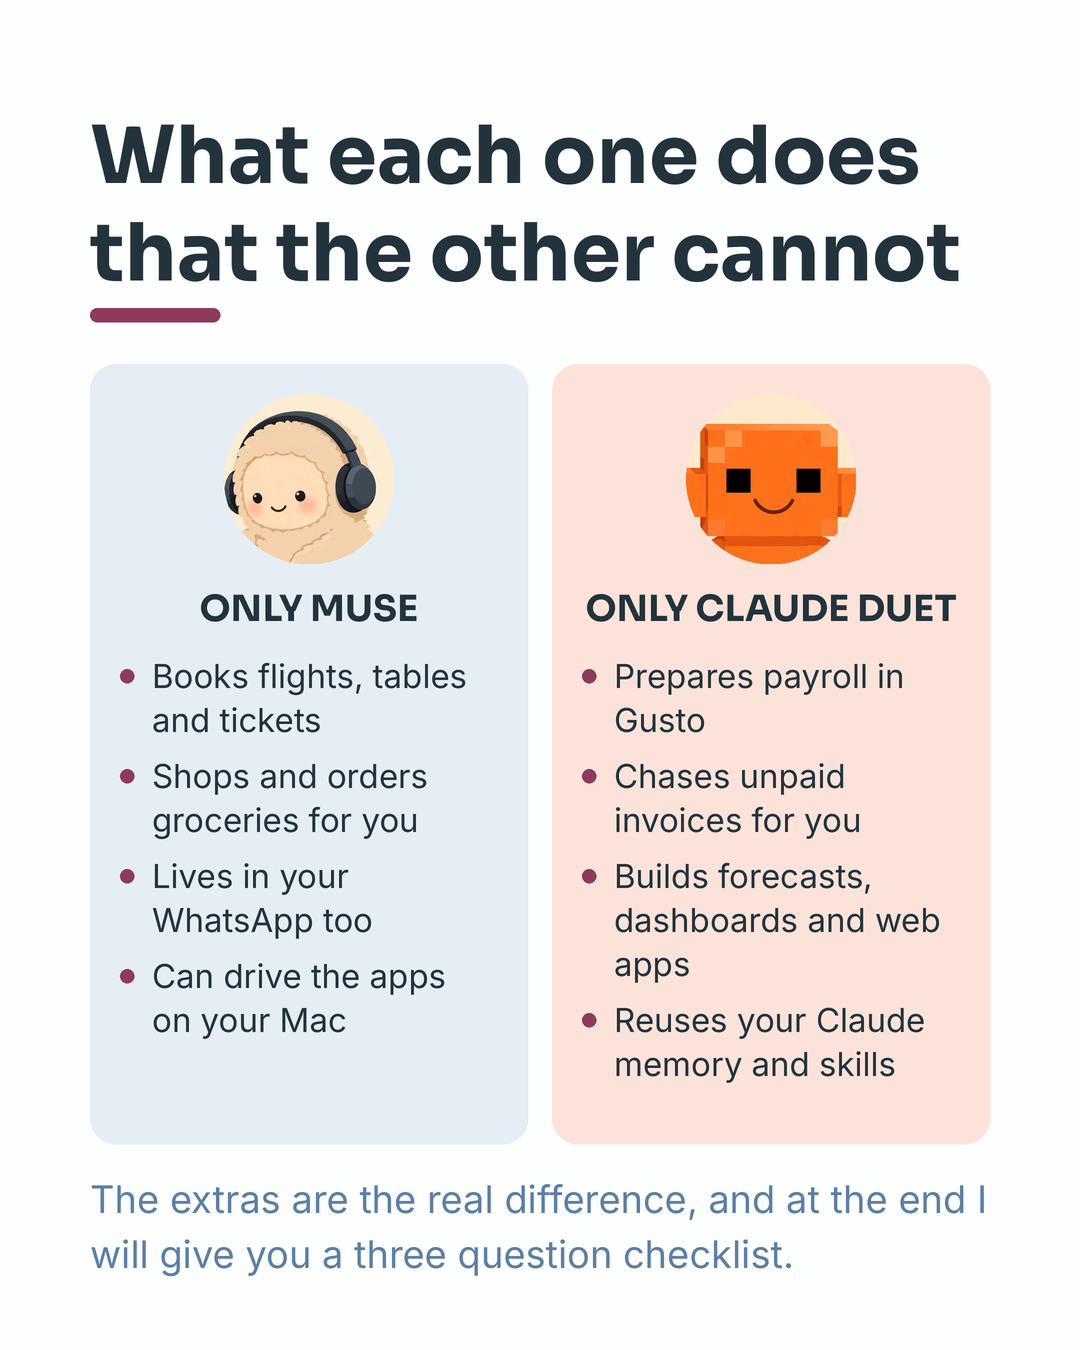 What each one does
that the other cannot
ONLY MUSE
Books flights, tables
and tickets
Shops and orders
groceries for you
Lives in your
WhatsApp too
Can drive the apps
on your Mac
ONLY CLAUDE DUET
Prepares payroll in
Gusto
Chases unpaid
invoices for you
Builds forecasts,
dashboards and web
apps
Reuses your Claude
memory and skills
The extras are the real difference, and at the end I
will give you a three question checklist.